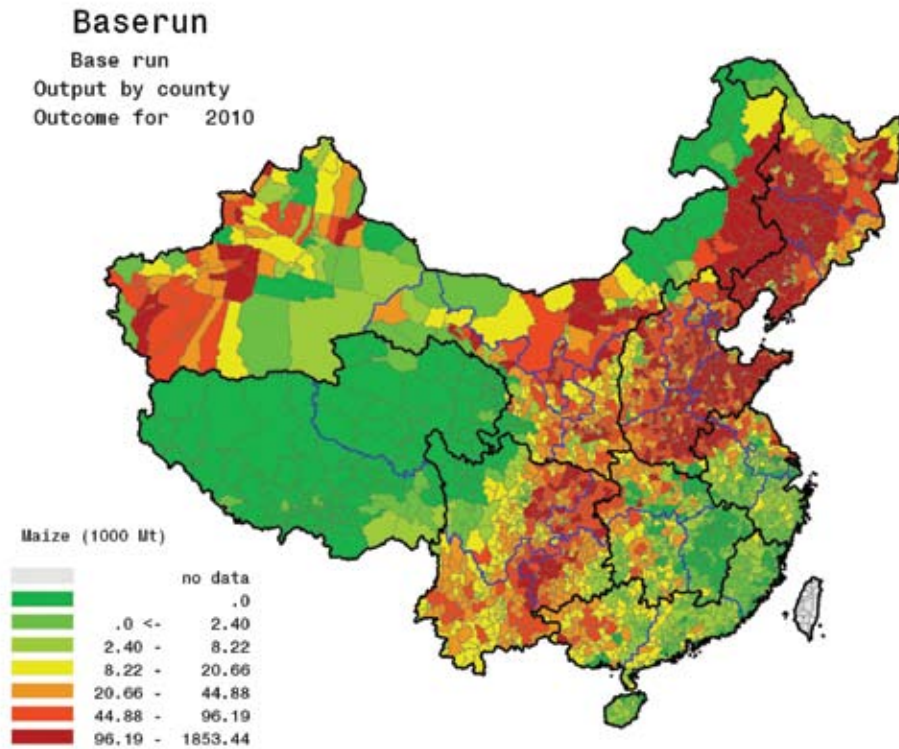 Baserun
Base run
Output by county
Outcome for 2010
Maize (1000 Mt)
no data
.0
.0 <- 2.40
2.40 - 8.22
8.22 - 20.66
20.66 - 44.88
44.88 - 96.19
96.19 - 1853.44